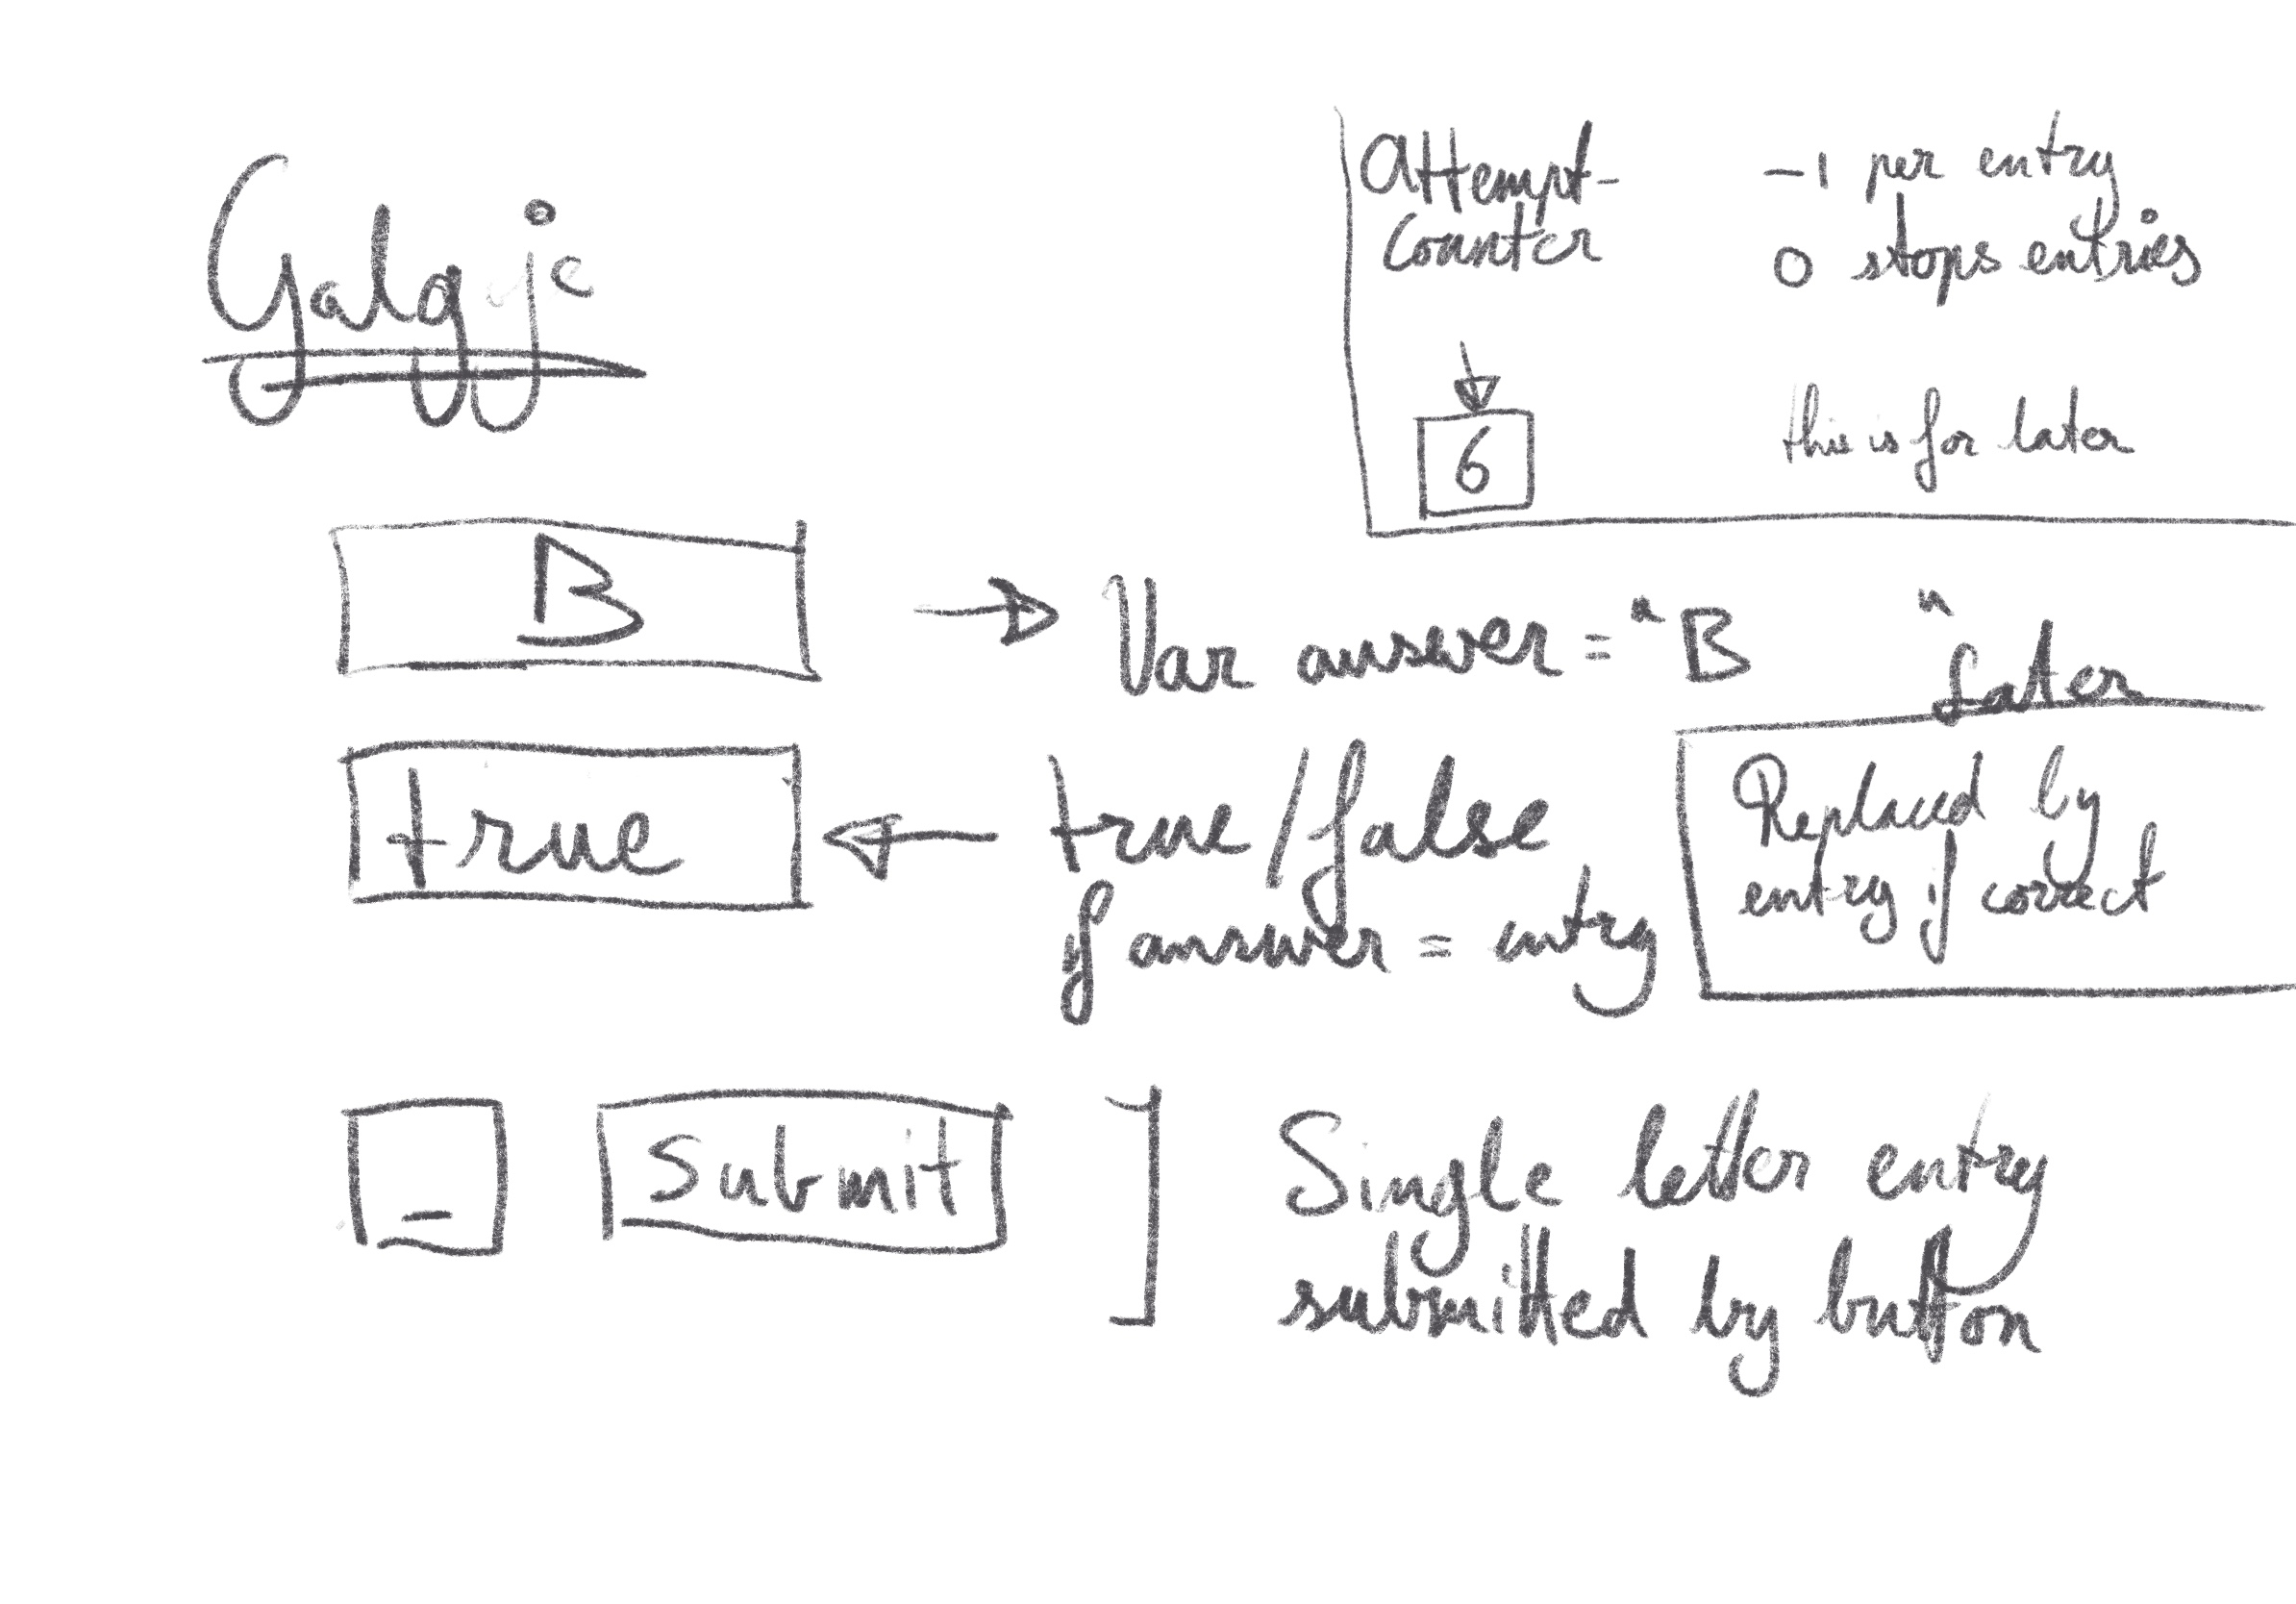 Galgje
Attempt-
Counter
-1 per entry
0 stops entries
6
this is for later
B
Var answer = "B "
later
true
true/false
if answer = entry
Replaced by
entry if correct
_
Submit
Single letter entry
submitted by button